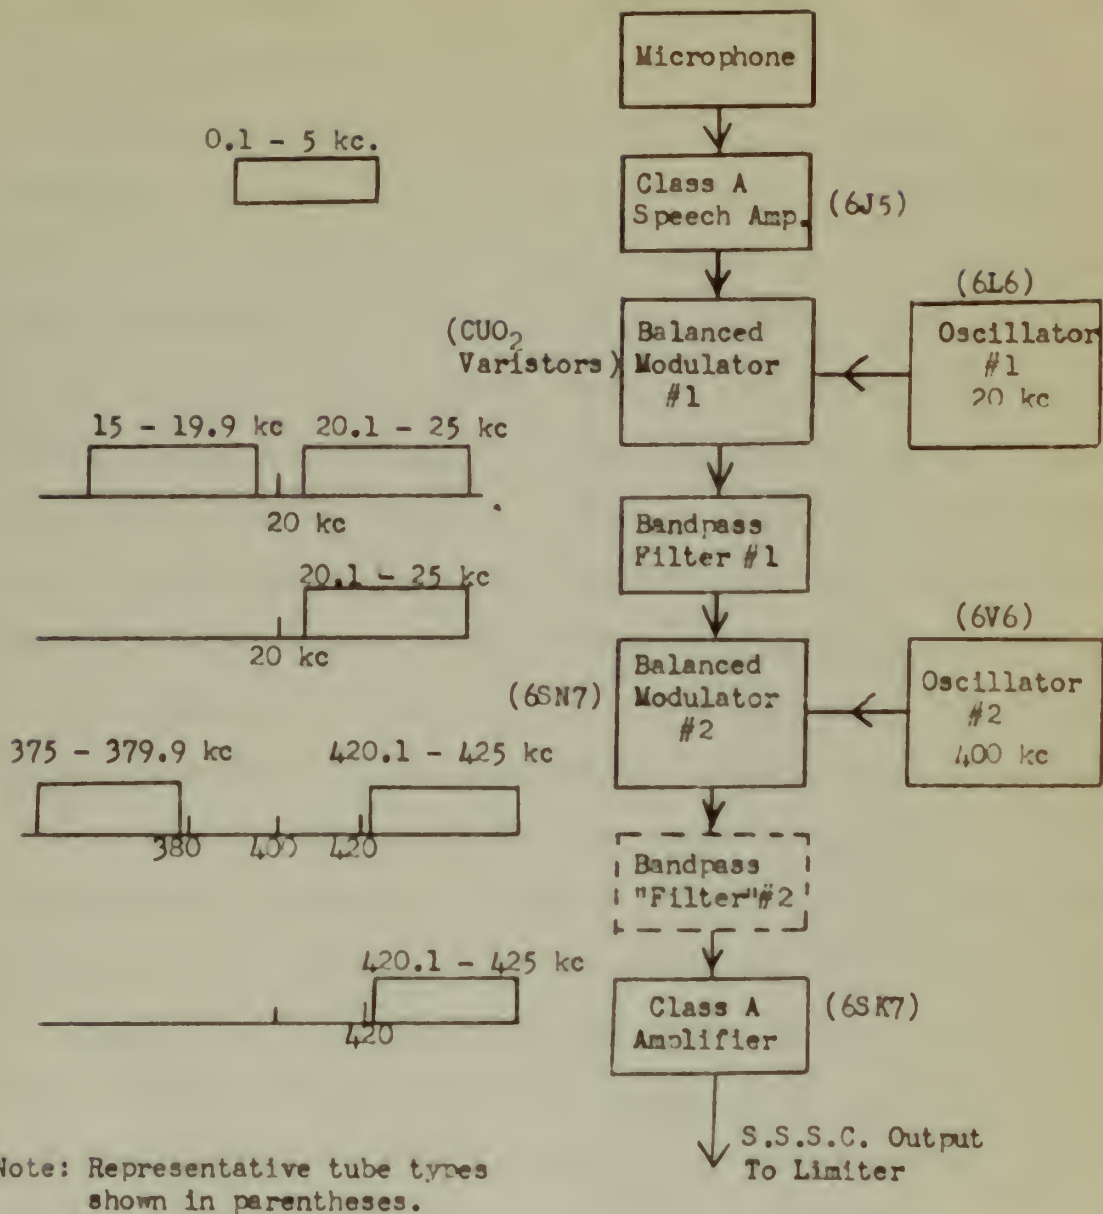 Microphone
0.1 - 5 kc.
Class A
Speech Amp.
(6J5)
(CUO2
Varistors)
Balanced
Modulator
#1
(6L6)
Oscillator
#1
20 kc
15 - 19.9 kc
20.1 - 25 kc
20 kc
Bandpass
Filter #1
20.1 - 25 kc
20 kc
(6SN7)
Balanced
Modulator
#2
(6V6)
Oscillator
#2
400 kc
375 - 379.9 kc
420.1 - 425 kc
380
400
420
Bandpass
"Filter"#2
420.1 - 425 kc
420
Class A
Amplifier
(6SK7)
S.S.S.C. Output
To Limiter
Note: Representative tube types
shown in parentheses.